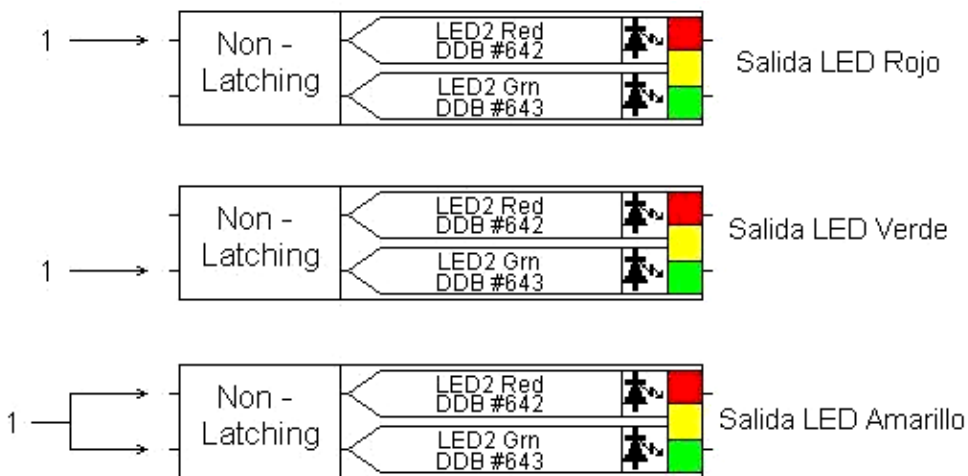 1
Non -
Latching
LED2 Red
DDB #642
LED2 Grn
DDB #643
Salida LED Rojo
1
Non -
Latching
LED2 Red
DDB #642
LED2 Grn
DDB #643
Salida LED Verde
1
Non -
Latching
LED2 Red
DDB #642
LED2 Grn
DDB #643
Salida LED Amarillo